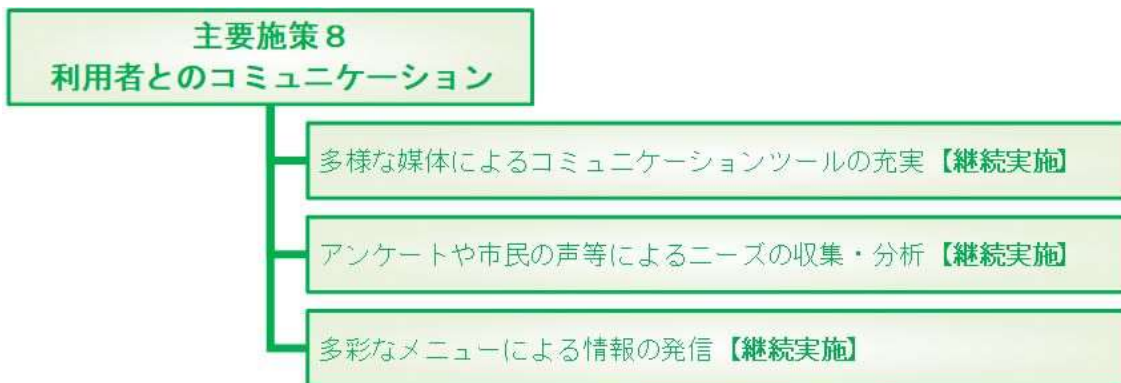 主要施策８
利用者とのコミュニケーション
多様な媒体によるコミュニケーションツールの充実【継続実施】
アンケートや市民の声等によるニーズの収集・分析【継続実施】
多彩なメニューによる情報の発信【継続実施】